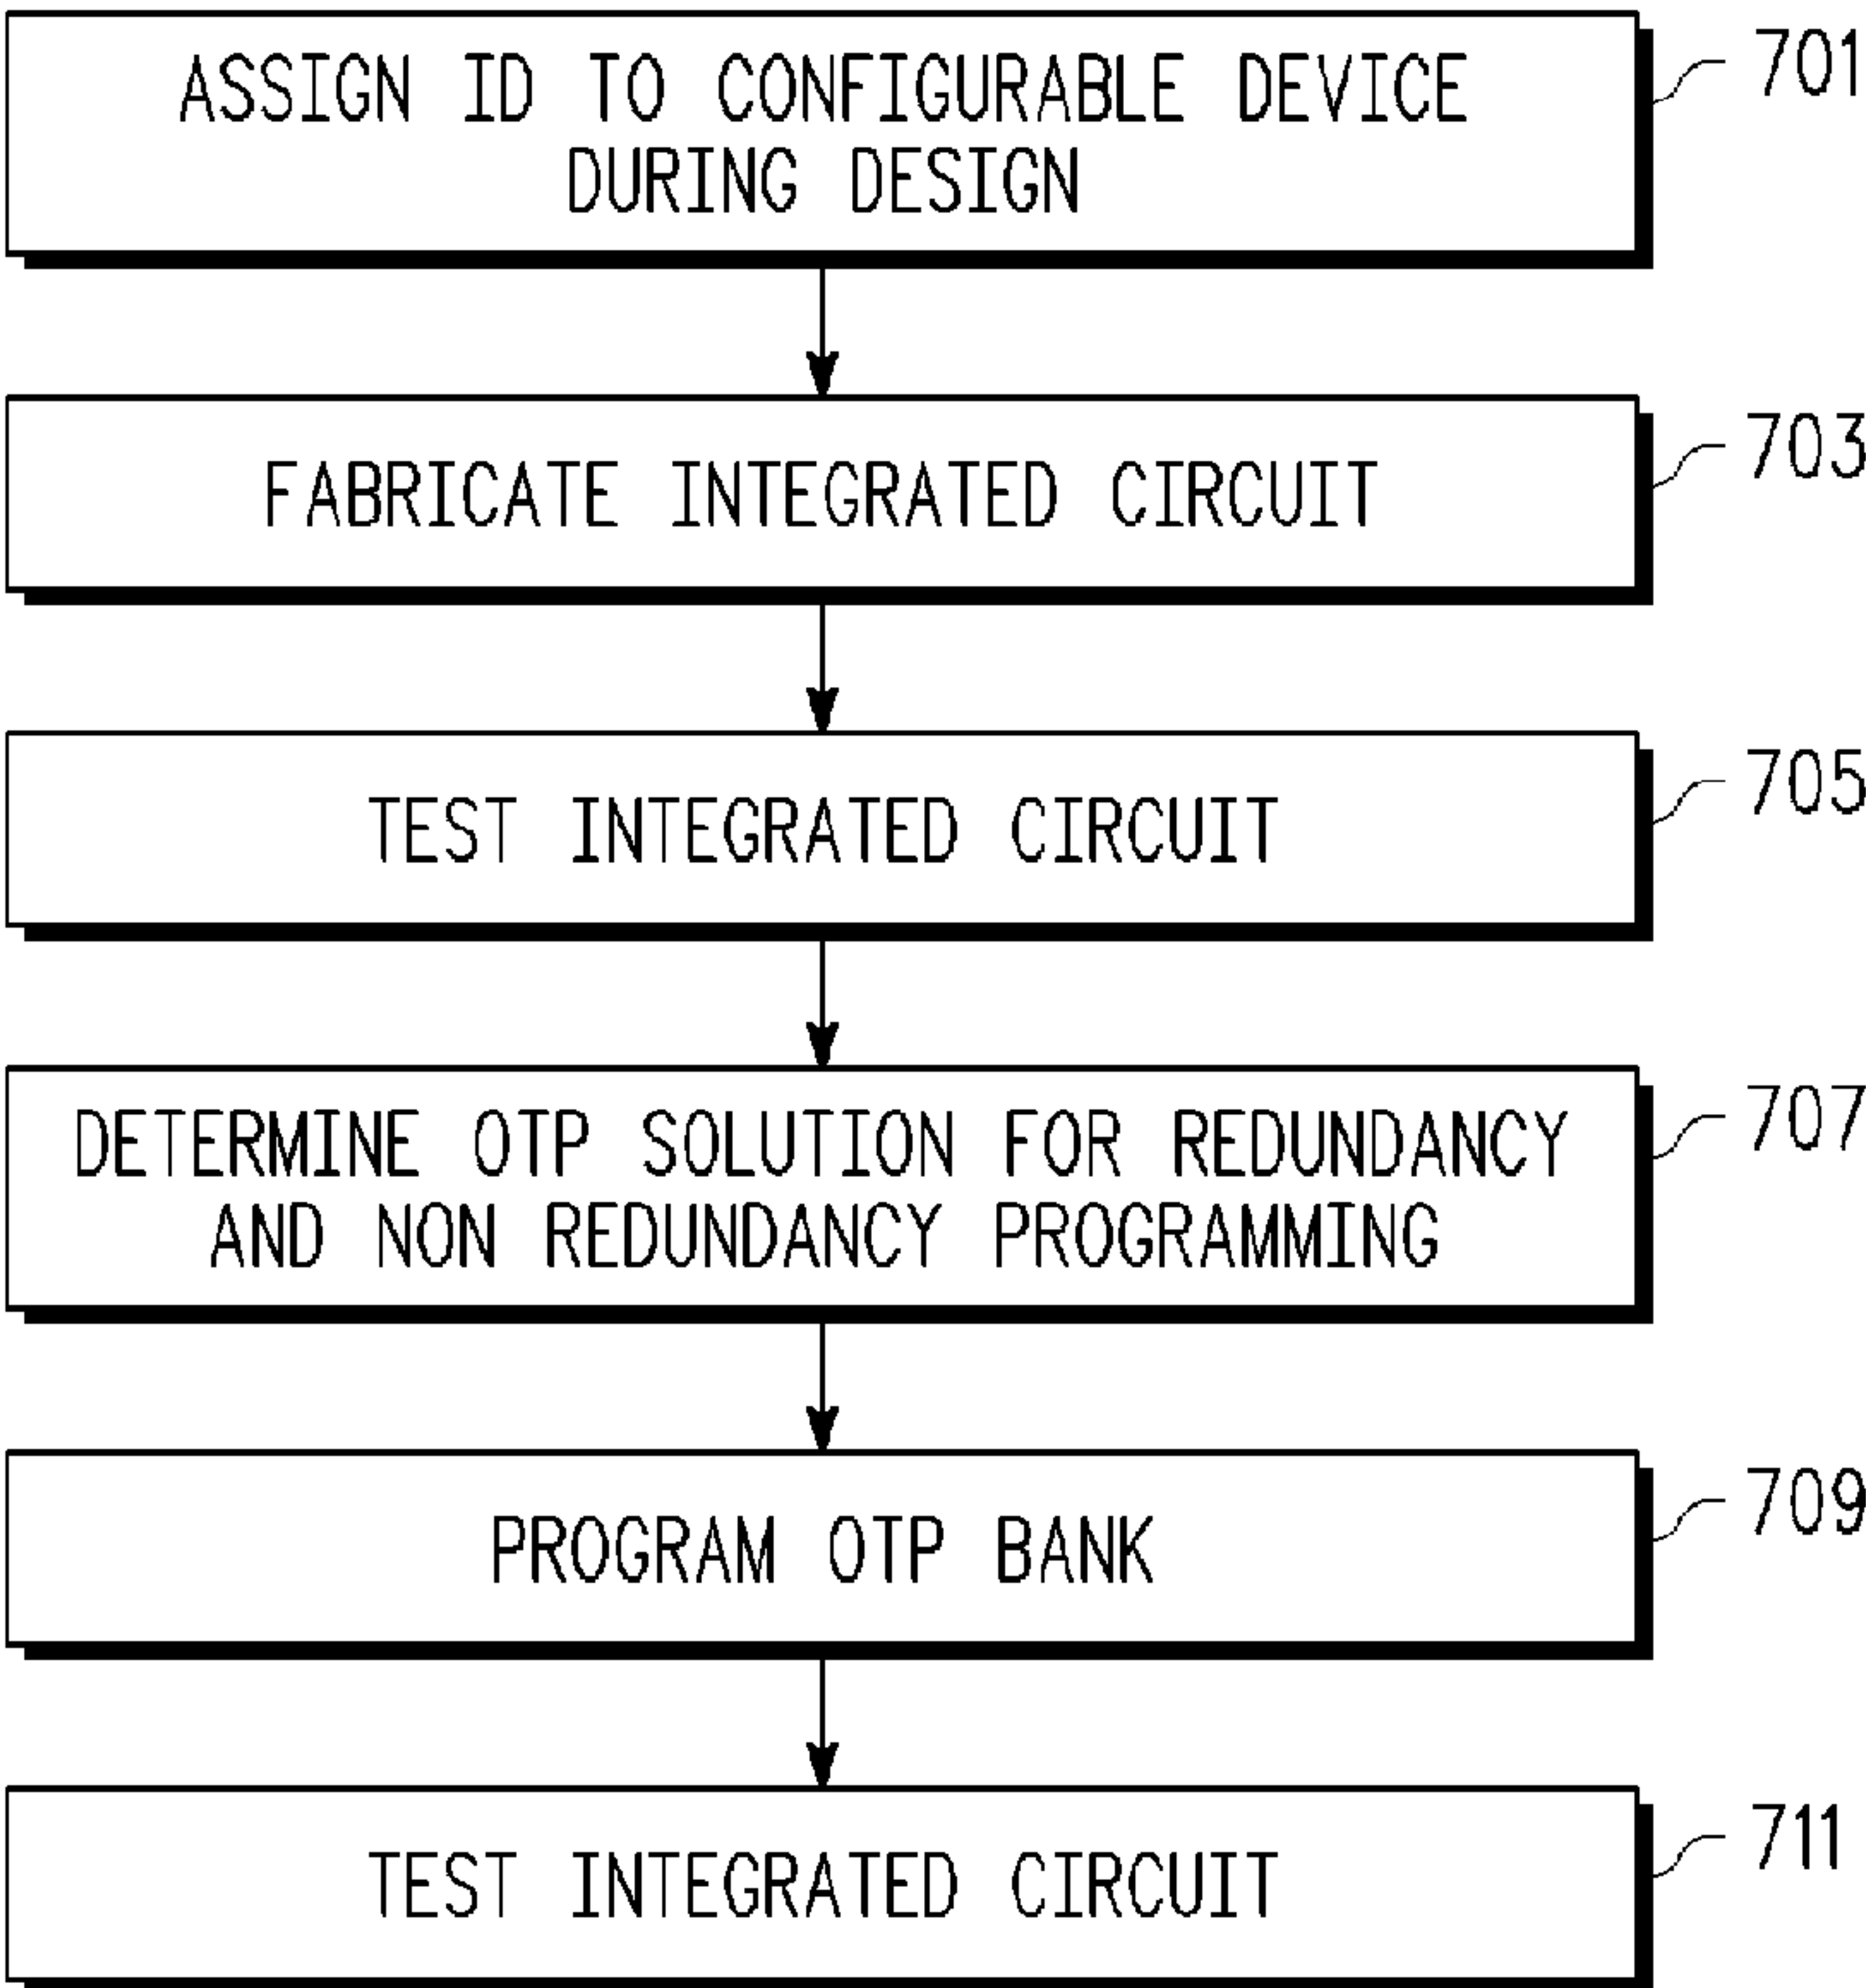 ASSIGN ID TO CONFIGURABLE DEVICE
DURING DESIGN
701
FABRICATE INTEGRATED CIRCUIT
703
TEST INTEGRATED CIRCUIT
705
DETERMINE OTP SOLUTION FOR REDUNDANCY
AND NON REDUNDANCY PROGRAMMING
707
PROGRAM OTP BANK
709
TEST INTEGRATED CIRCUIT
711